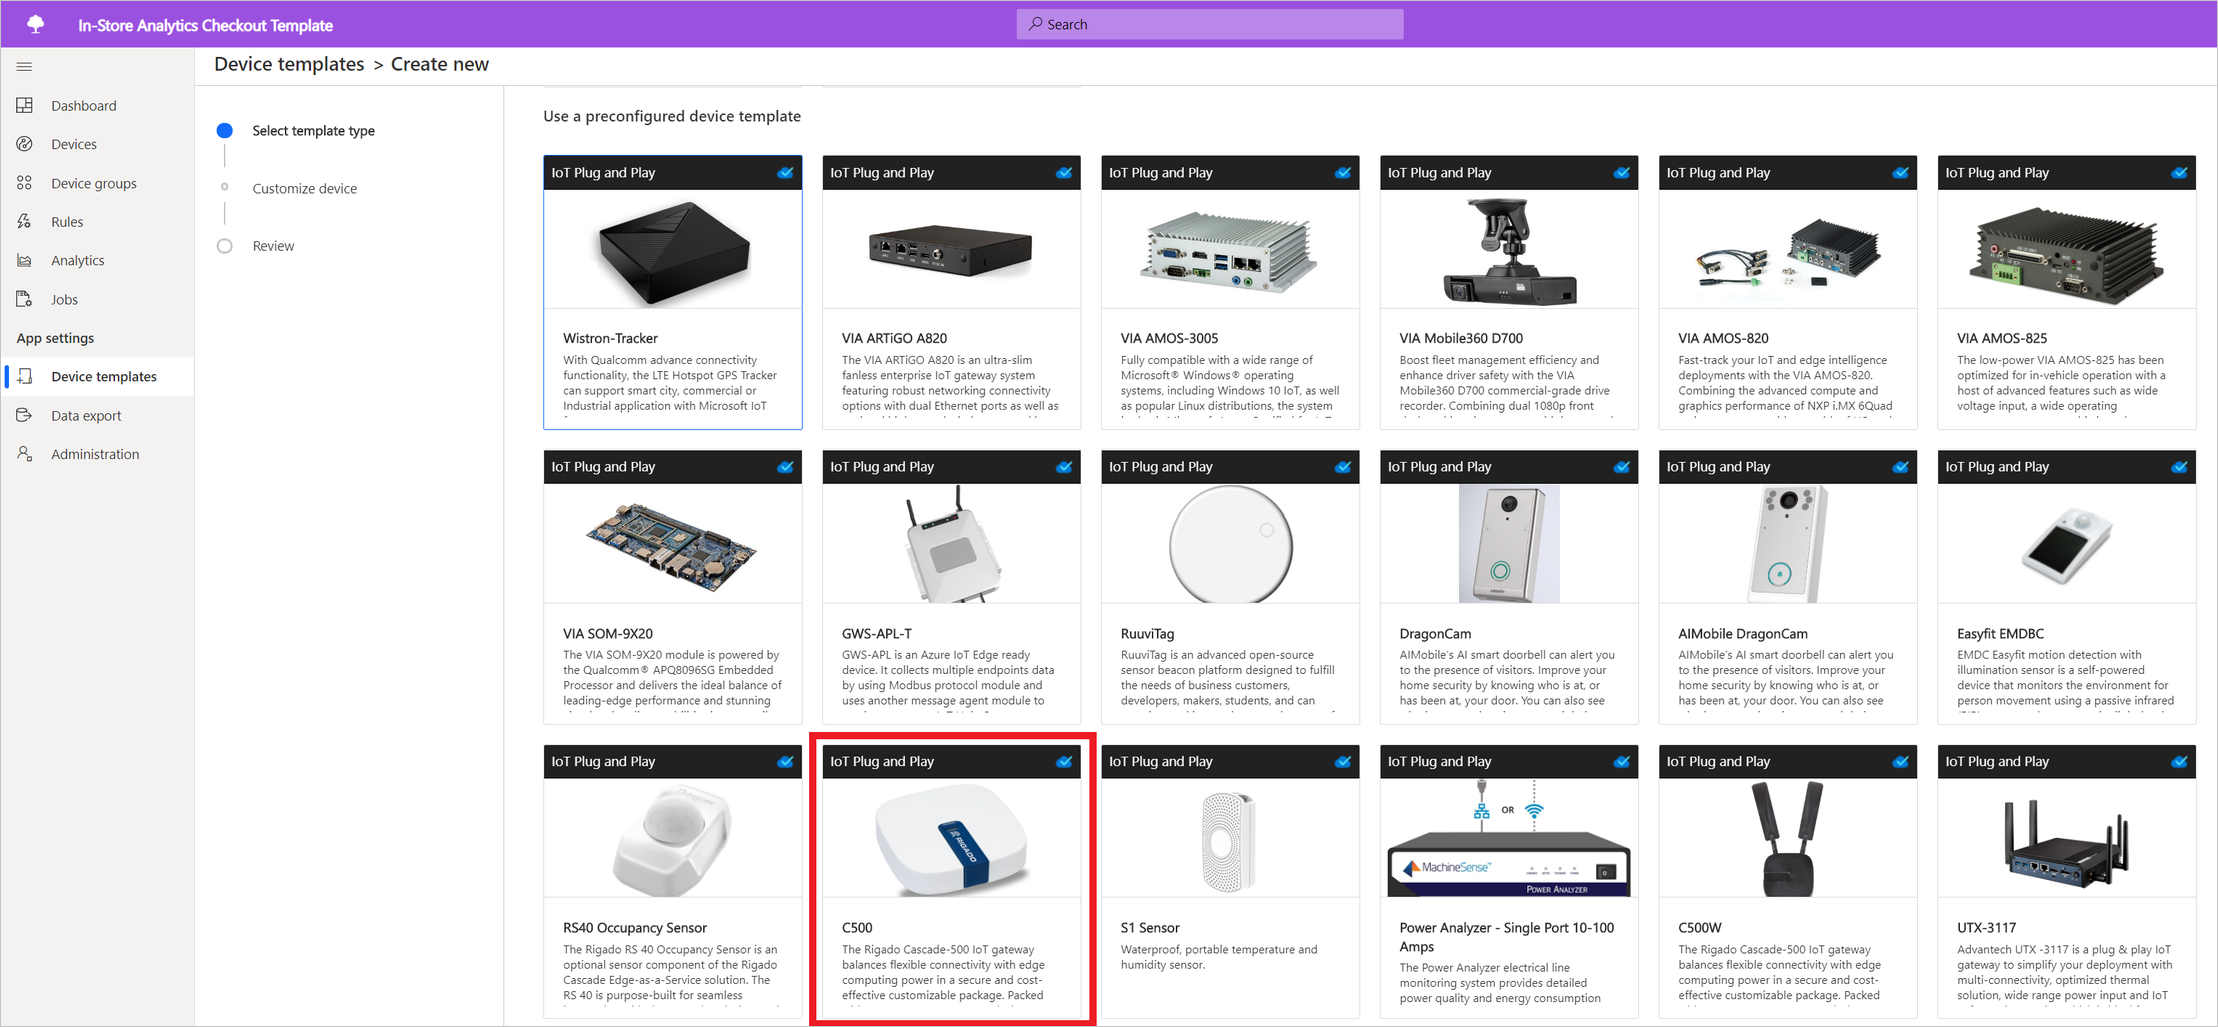 In-Store Analytics Checkout Template
Search
Device templates > Create new
Dashboard
Devices
Device groups
Rules
Analytics
Jobs
App settings
Device templates
Data export
Administration
Select template type
Customize device
Review
Use a preconfigured device template
IoT Plug and Play
Wistron-Tracker
With Qualcomm advance connectivity
functionality, the LTE Hotspot GPS Tracker
can support smart city, commercial or
Industrial application with Microsoft IoT
IoT Plug and Play
VIA ARTiGO A820
The VIA ARTiGO A820 is an ultra-slim
fanless enterprise IoT gateway system
featuring robust networking connectivity
options with dual Ethernet ports as well as
IoT Plug and Play
VIA AMOS-3005
Fully compatible with a wide range of
Microsoft® Windows® operating
systems, including Windows 10 IoT, as well
as popular Linux distributions, the system
IoT Plug and Play
VIA Mobile360 D700
Boost fleet management efficiency and
enhance driver safety with the VIA
Mobile360 D700 commercial-grade drive
recorder. Combining dual 1080p front
IoT Plug and Play
VIA AMOS-820
Fast-track your IoT and edge intelligence
deployments with the VIA AMOS-820.
Combining the advanced compute and
graphics performance of NXP i.MX 6Quad
IoT Plug and Play
VIA AMOS-825
The low-power VIA AMOS-825 has been
optimized for in-vehicle operation with a
host of advanced features such as wide
voltage input, a wide operating
IoT Plug and Play
VIA SOM-9X20
The VIA SOM-9X20 module is powered by
the Qualcomm® APQ8096SG Embedded
Processor and delivers the ideal balance of
leading-edge performance and stunning
IoT Plug and Play
GWS-APL-T
GWS-APL is an Azure IoT Edge ready
device. It collects multiple endpoints data
by using Modbus protocol module and
uses another message agent module to
IoT Plug and Play
RuuviTag
RuuviTag is an advanced open-source
sensor beacon platform designed to fulfill
the needs of business customers,
developers, makers, students, and can
IoT Plug and Play
DragonCam
AIMobile's AI smart doorbell can alert you
to the presence of visitors. Improve your
home security by knowing who is at, or
has been at, your door. You can also see
IoT Plug and Play
AIMobile DragonCam
AIMobile's AI smart doorbell can alert you
to the presence of visitors. Improve your
home security by knowing who is at, or
has been at, your door. You can also see
IoT Plug and Play
Easyfit EMDBC
EMDC Easyfit motion detection with
illumination sensor is a self-powered
device that monitors the environment for
person movement using a passive infrared
IoT Plug and Play
RS40 Occupancy Sensor
The Rigado RS 40 Occupancy Sensor is an
optional sensor component of the Rigado
Cascade Edge-as-a-Service solution. The
RS 40 is purpose-built for seamless
IoT Plug and Play
RIGADO
C500
The Rigado Cascade-500 IoT gateway
balances flexible connectivity with edge
computing power in a secure and cost-
effective customizable package. Packed
IoT Plug and Play
S1 Sensor
Waterproof, portable temperature and
humidity sensor.
IoT Plug and Play
OR
MachineSense™
POWER ANALYZER
Power Analyzer - Single Port 10-100
Amps
The Power Analyzer electrical line
monitoring system provides detailed
power quality and energy consumption
IoT Plug and Play
C500W
The Rigado Cascade-500 IoT gateway
balances flexible connectivity with edge
computing power in a secure and cost-
effective customizable package. Packed
IoT Plug and Play
UTX-3117
Advantech UTX -3117 is a plug & play IoT
gateway to simplify your deployment with
multi-connectivity, optimized thermal
solution, wide range power input and IoT